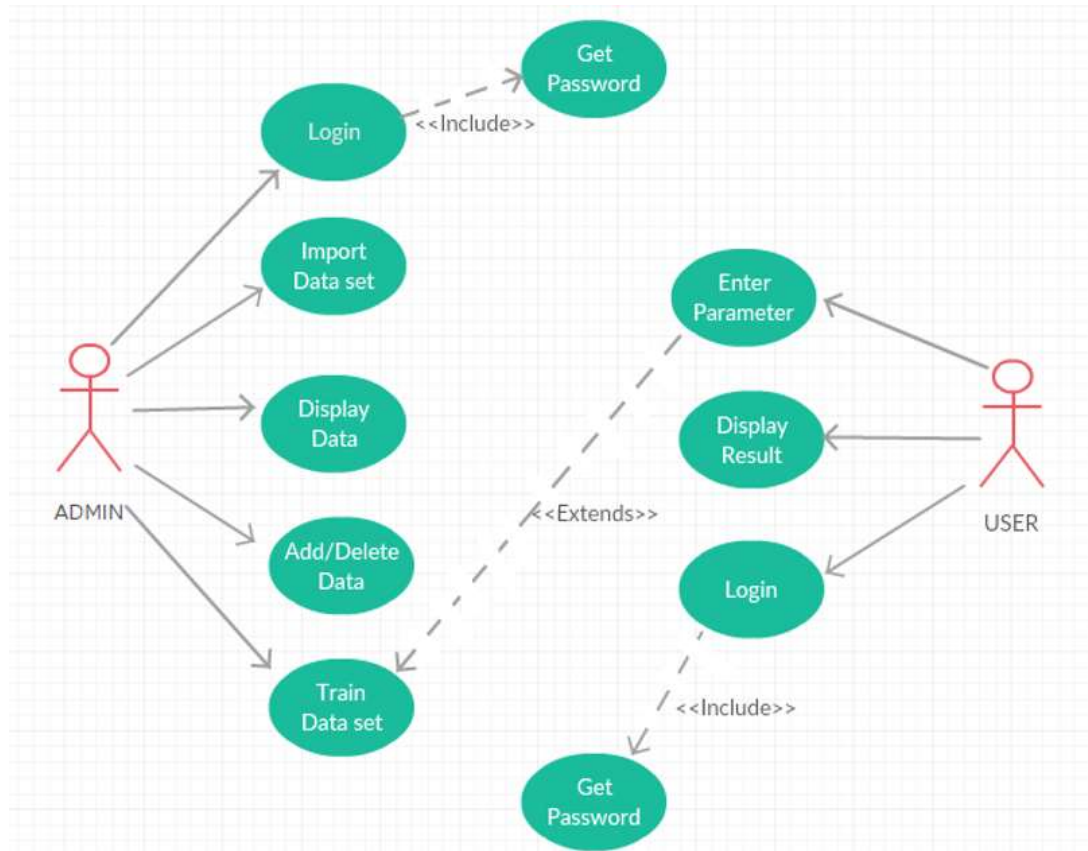 Get
Password
Login
<<Include>>
Import
Data set
Enter
Parameter
Display
Data
Display
Result
ADMIN
<<Extends>>
USER
Add/Delete
Data
Login
Train
Data set
<<Include>>
Get
Password